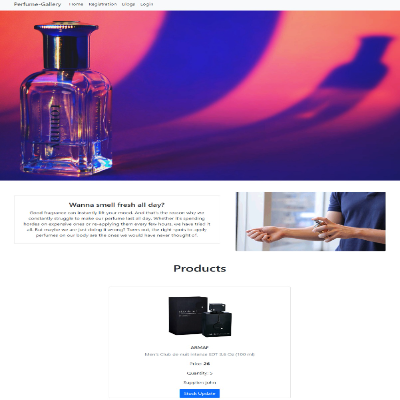 Perfume-Gallery Home Registration Blogs Login
Wanna smell fresh all day?
Good fragrance can instantly lift your mood. And that's the reason why we
constantly struggle to make our perfume last all day. Whether it's spending
hordes on expensive ones or re-applying them every few hours, we have tried it
all. But maybe we are just doing it wrong? Turns out, the right spots to apply
perfumes on our body are the ones we would have never thought of.
Products
ARMAF
Men's Club de nuit Intense EDT 3.6 Oz (100 ml)
Price: 26
Quantity: 5
Supplier: John
Stock Update